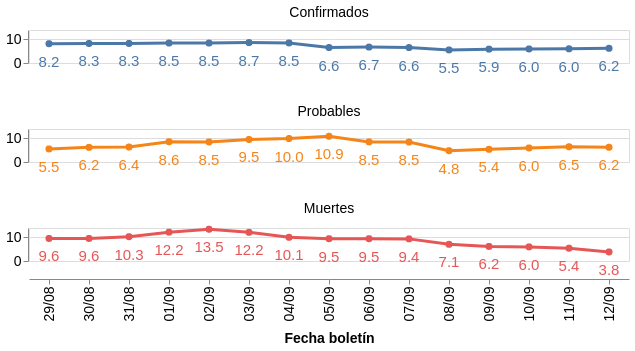 Confirmados
10
0
8.2 8.3 8.3 8.5 8.5 8.7 8.5 6.6 6.7 6.6 5.5 5.9 6.0 6.0 6.2
Probables
10
0
5.5 6.2 6.4 8.6 8.5 9.5 10.0 10.9 8.5 8.5 4.8 5.4 6.0 6.5 6.2
Muertes
10
0
9.6 9.6 10.3 12.2 13.5 12.2 10.1 9.5 9.5 9.4 7.1 6.2 6.0 5.4 3.8
29/08 30/08 31/08 01/09 02/09 03/09 04/09 05/09 06/09 07/09 08/09 09/09 10/09 11/09 12/09
Fecha boletín